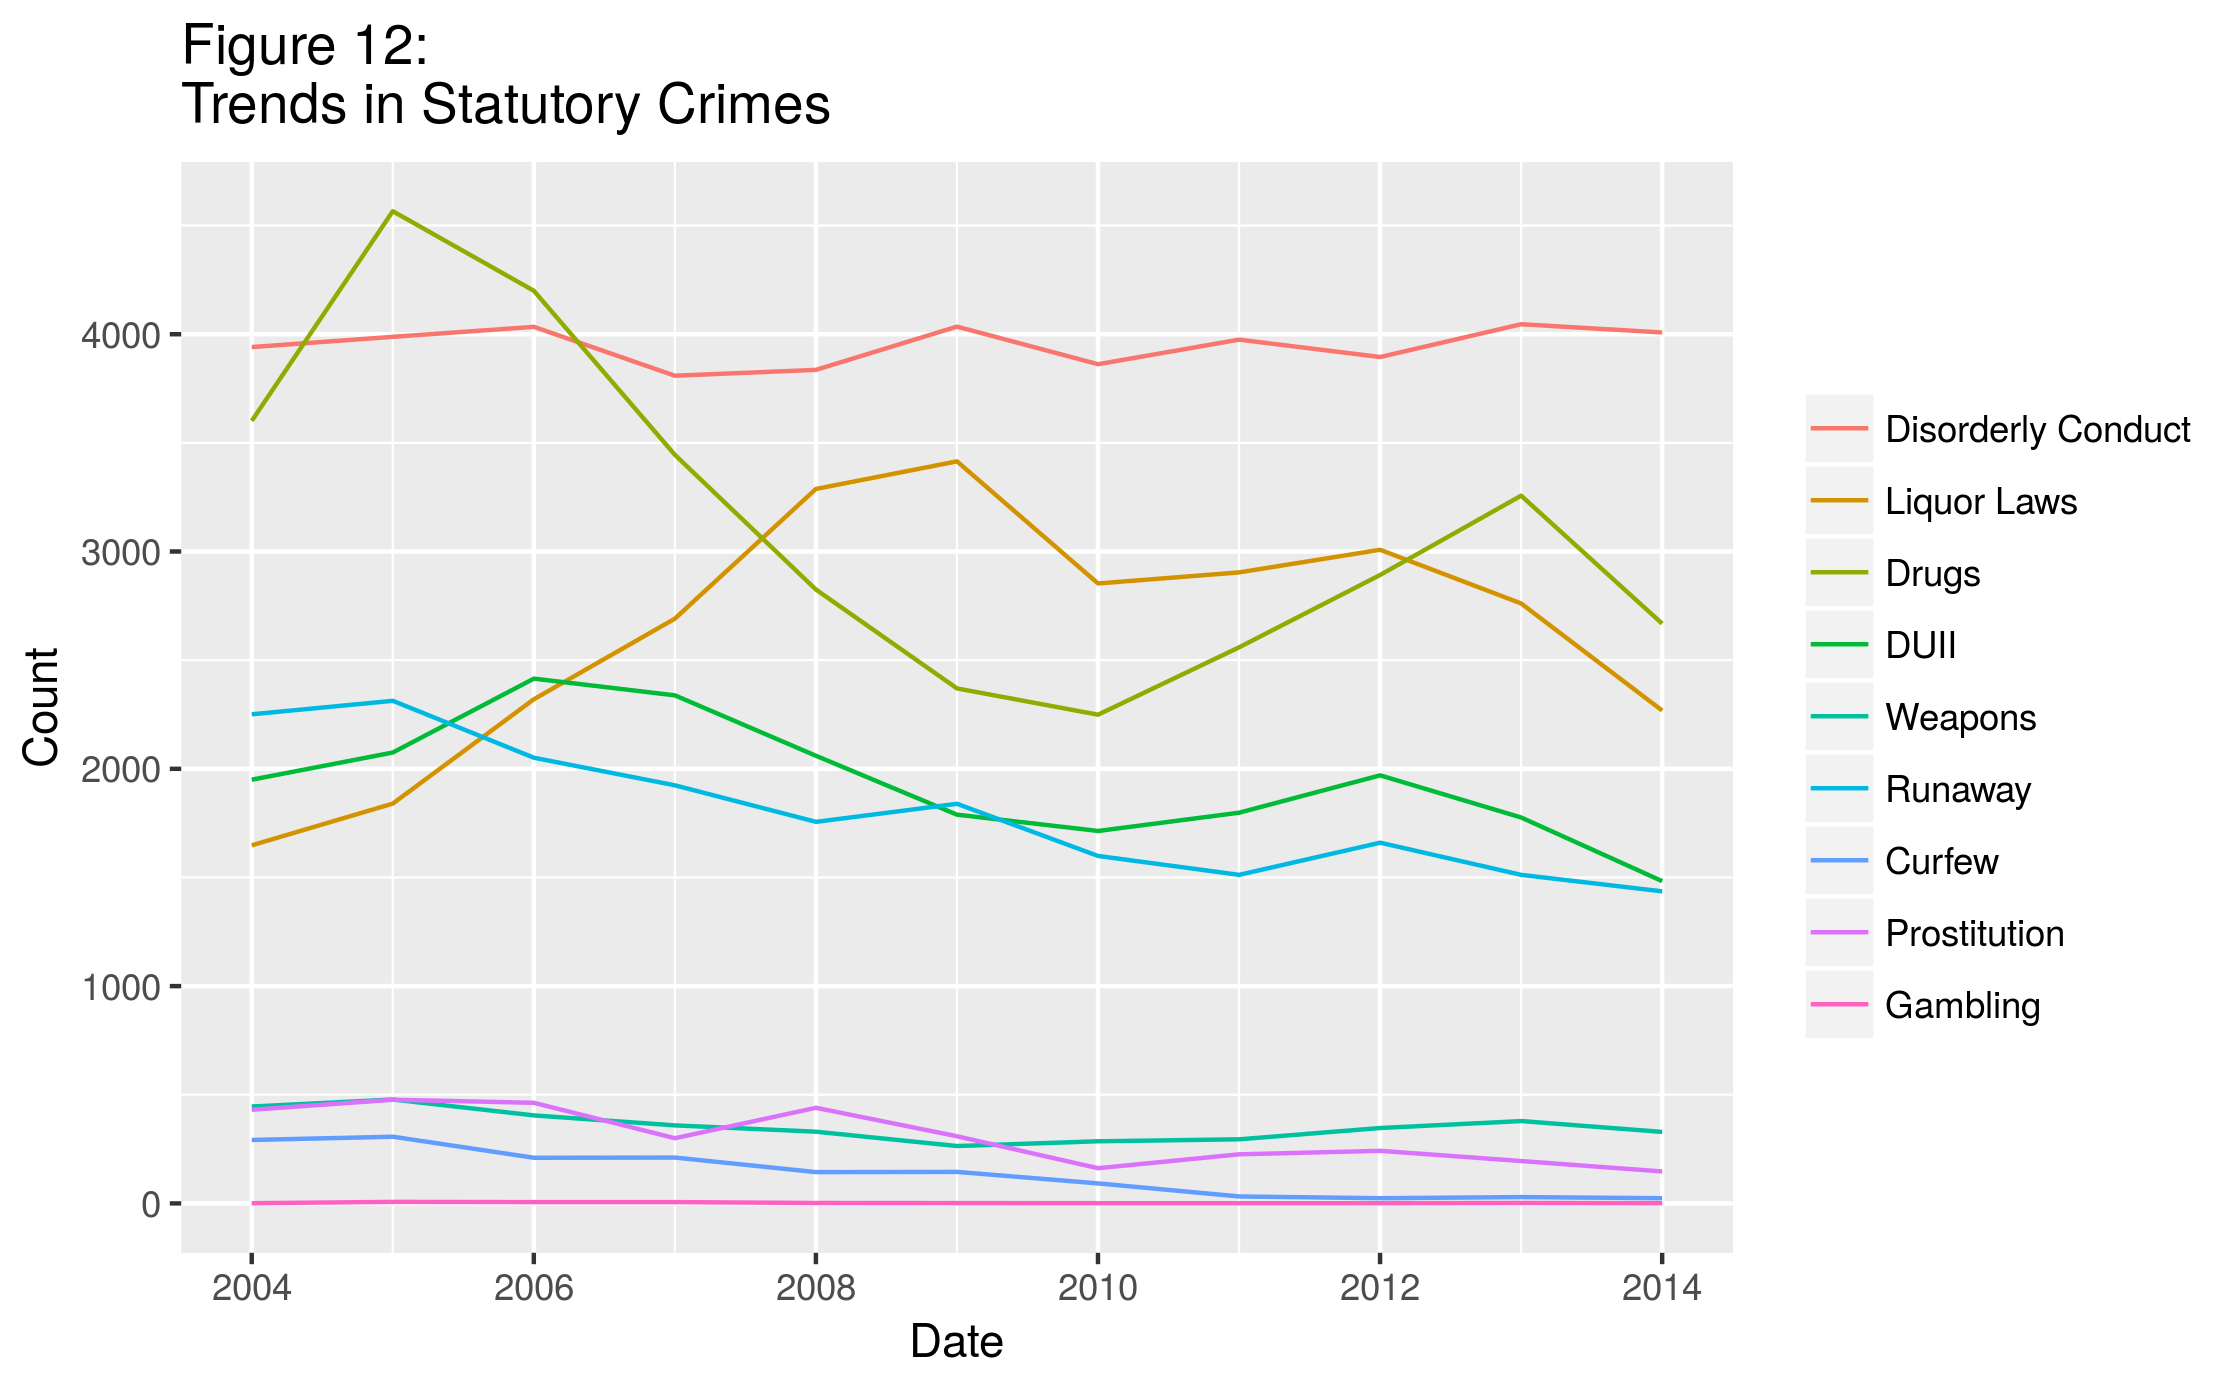 Figure 12:
Trends in Statutory Crimes
Count
4000
3000
2000
1000
0
2004 2006 2008 2010 2012 2014
Date
Disorderly Conduct
Liquor Laws
Drugs
DUII
Weapons
Runaway
Curfew
Prostitution
Gambling